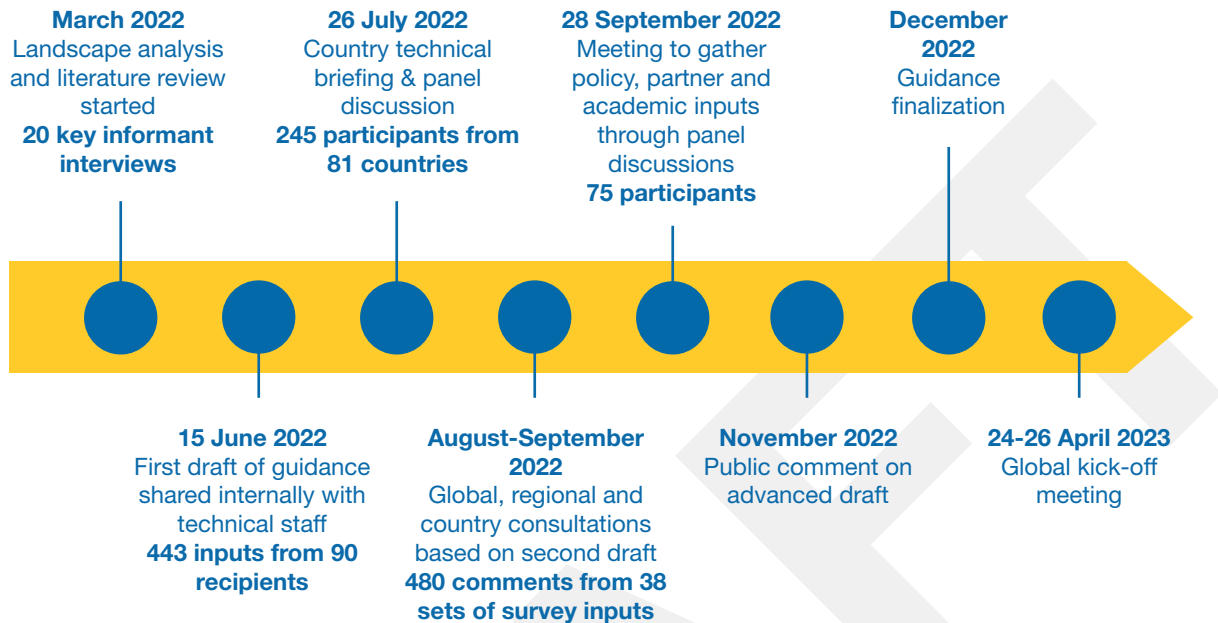 March 2022
Landscape analysis
and literature review
started
20 key informant
interviews
26 July 2022
Country technical
briefing & panel
discussion
245 participants from
81 countries
28 September 2022
Meeting to gather
policy, partner and
academic inputs
through panel
discussions
75 participants
December
2022
Guidance
finalization
15 June 2022
First draft of guidance
shared internally with
technical staff
443 inputs from 90
recipients
August-September
2022
Global, regional and
country consultations
based on second draft
480 comments from 38
sets of survey inputs
November 2022
Public comment on
advanced draft
24-26 April 2023
Global kick-off
meeting